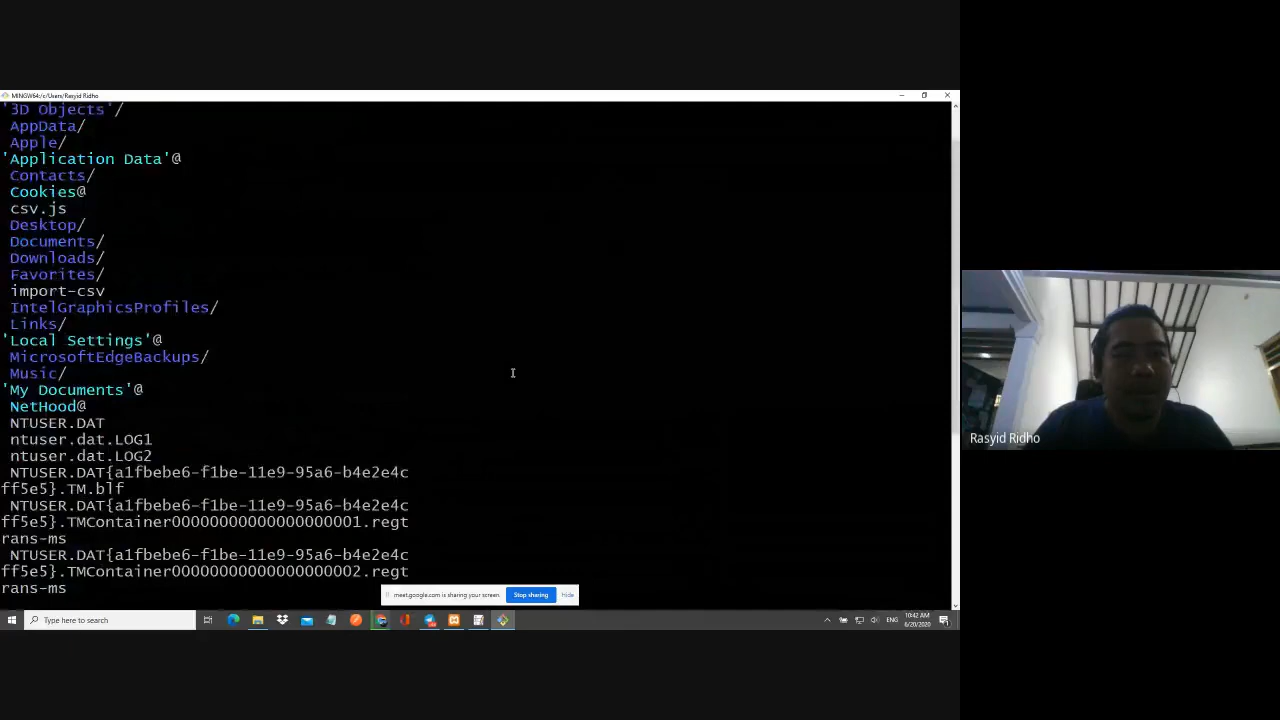 MINGW64:/c/Users/Rasyid Ridho
'3D Objects'/
AppData/
Apple/
'Application Data'@
Contacts/
Cookies@
csv.js
Desktop/
Documents/
Downloads/
Favorites/
import-csv
IntelGraphicsProfiles/
Links/
'Local Settings'@
MicrosoftEdgeBackups/
Music/
'My Documents'@
NetHood@
NTUSER.DAT
ntuser.dat.LOG1
ntuser.dat.LOG2
NTUSER.DAT{a1fbebe6-f1be-11e9-95a6-b4e2e4c
ff5e5}.TM.blf
NTUSER.DAT{a1fbebe6-f1be-11e9-95a6-b4e2e4c
ff5e5}.TMContainer00000000000000000001.regt
rans-ms
NTUSER.DAT{a1fbebe6-f1be-11e9-95a6-b4e2e4c
ff5e5}.TMContainer00000000000000000002.regt
rans-ms
meet.google.com is sharing your screen.
Stop sharing
Hide
Type here to search
ENG
10:42 AM
6/20/2020
Rasyid Ridho